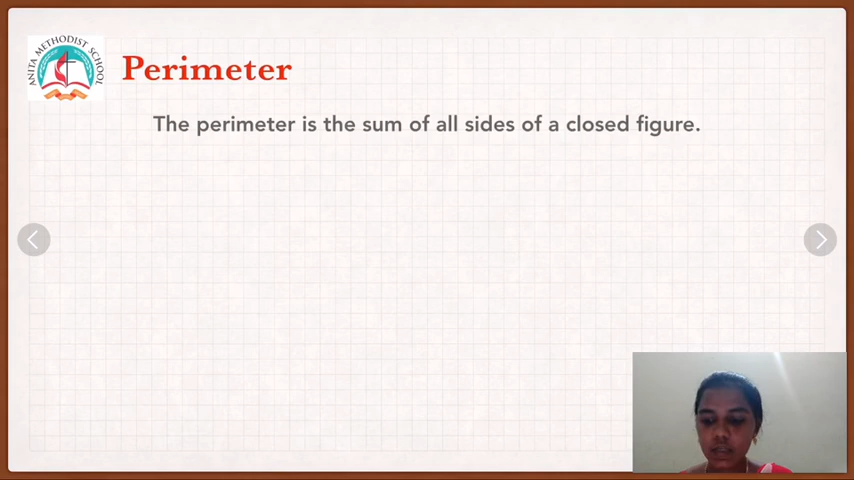 ANITA METHODIST SCHOOL
Perimeter
The perimeter is the sum of all sides of a closed figure.